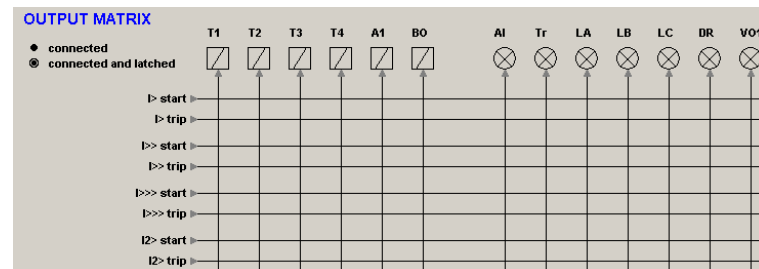 OUTPUT MATRIX
T1 T2 T3 T4 A1 BO AI Tr LA LB LC DR VO1
connected
connected and latched
I> start
I> trip
I>> start
I>> trip
I>>> start
I>>> trip
I2> start
I2> trip